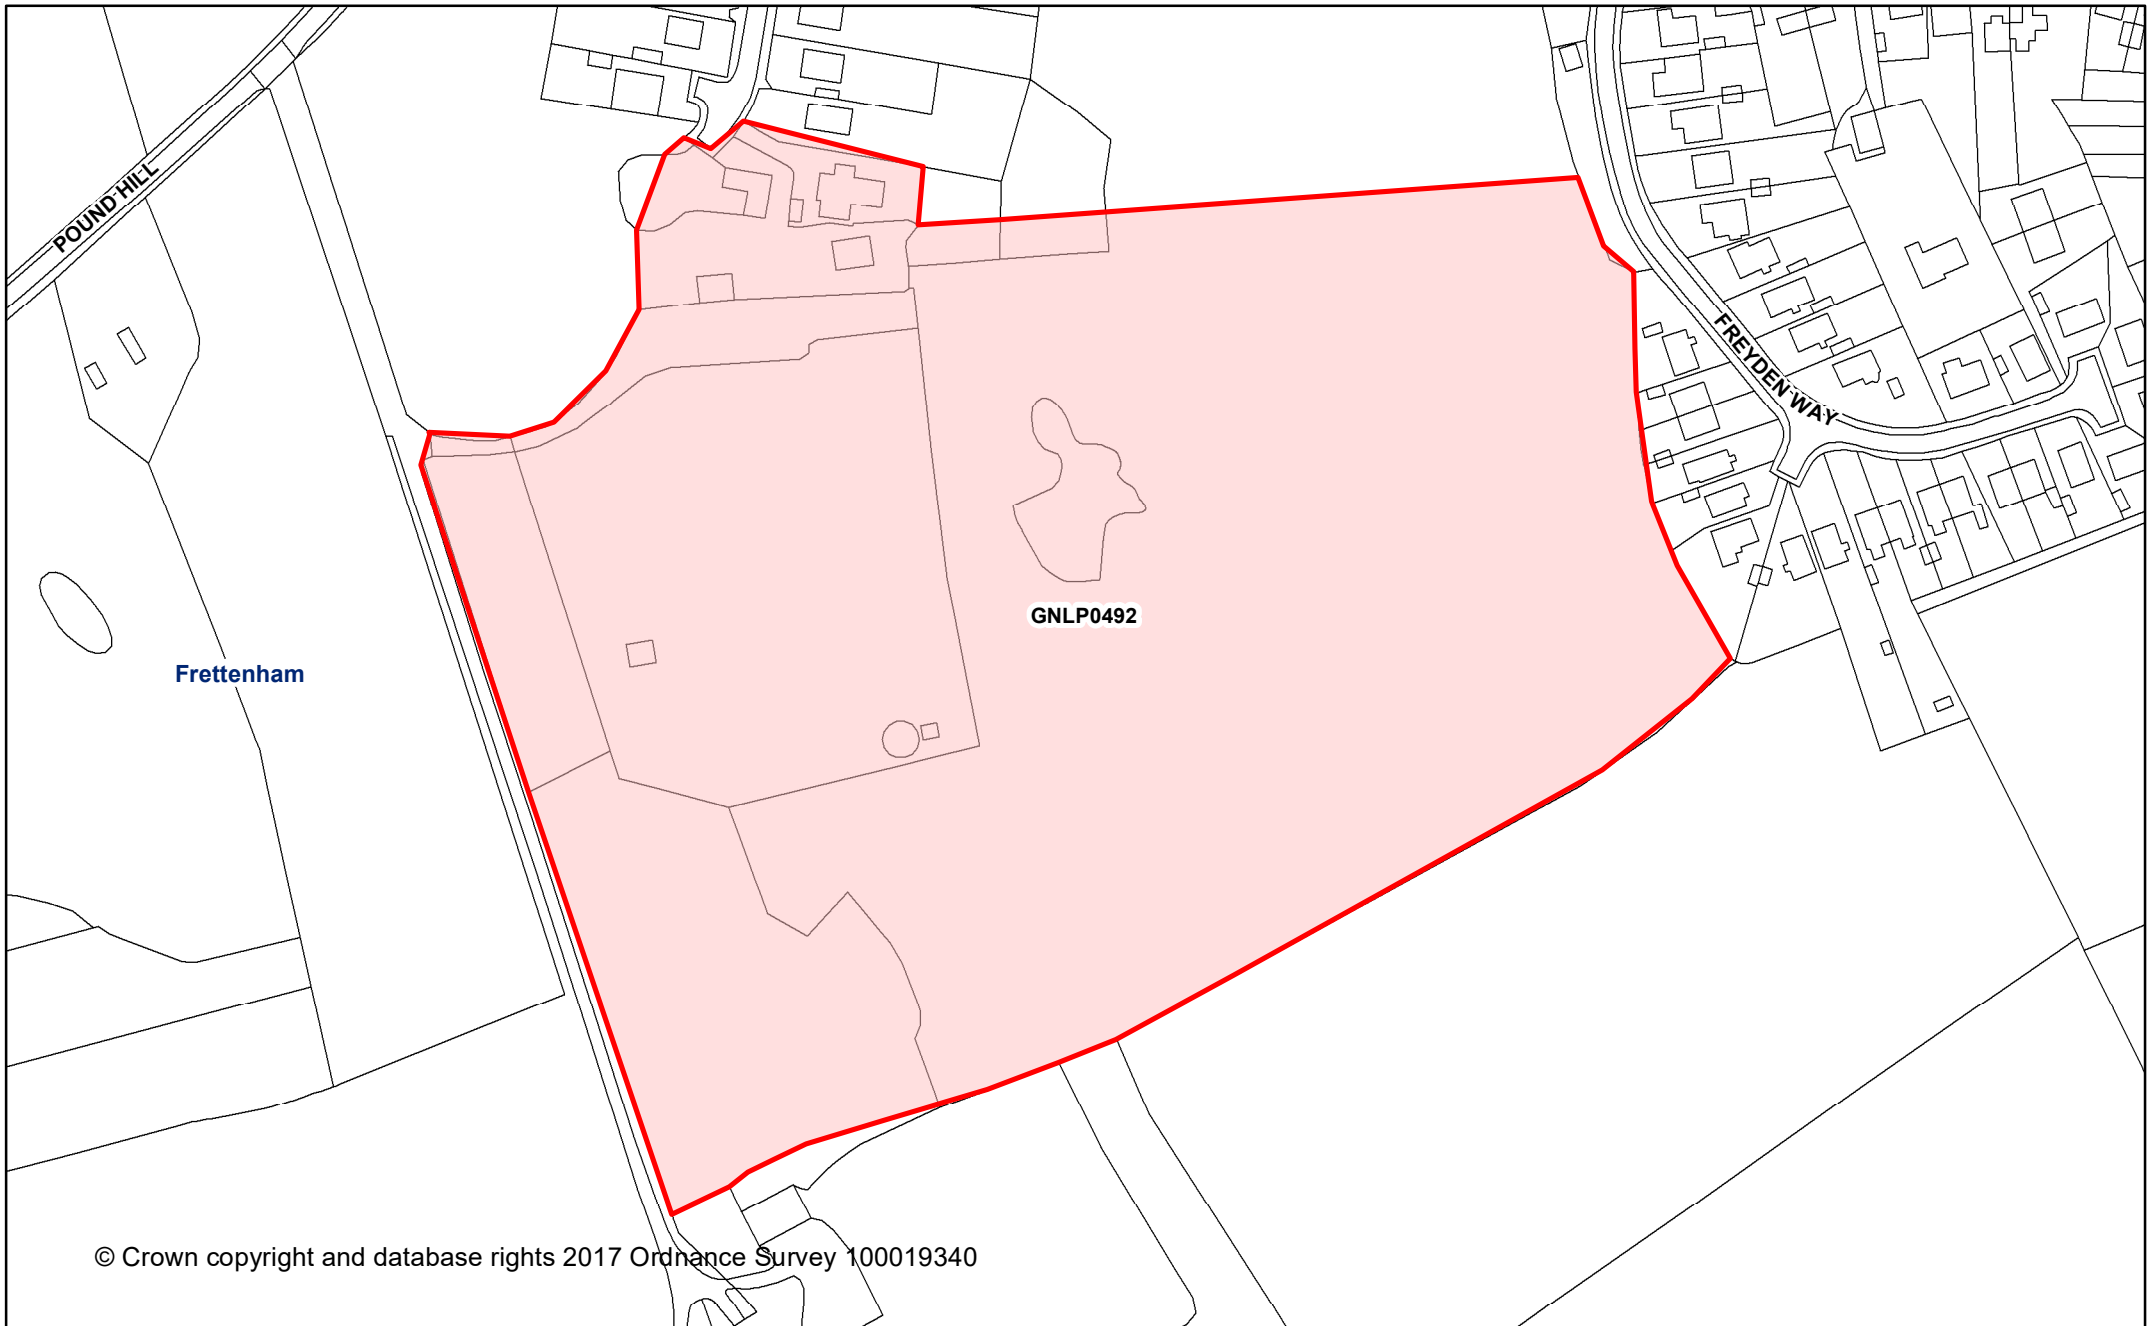 POUND HILL
FREYDEN WAY
GNLP0492
Frettenham
© Crown copyright and database rights 2017 Ordnance Survey 100019340